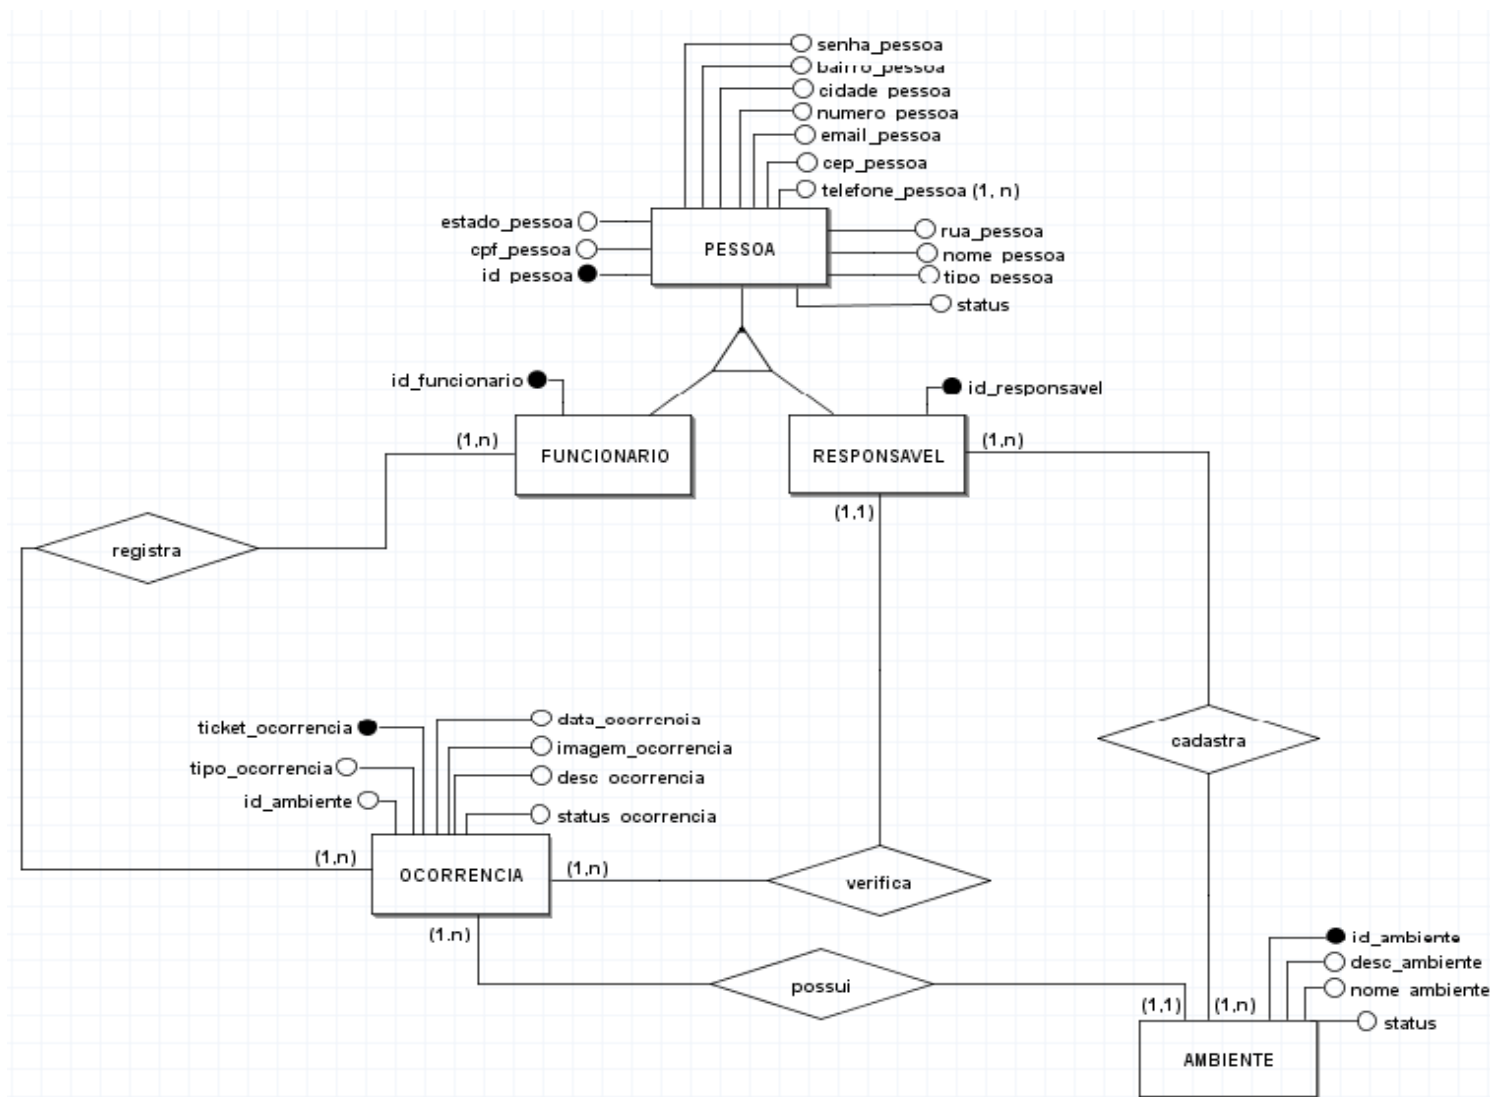 senha_pessoa
bairro_pessoa
cidade_pessoa
numero_pessoa
email_pessoa
cep_pessoa
telefone_pessoa (1, n)
estado_pessoa
cpf_pessoa
id_pessoa
PESSOA
rua_pessoa
nome_pessoa
tipo_pessoa
status
id_funcionario
id_responsavel
(1,n)
FUNCIONARIO
RESPONSAVEL
(1,n)
(1,1)
registra
ticket_ocorrencia
tipo_ocorrencia
id_ambiente
data_ocorrencia
imagem_ocorrencia
desc_ocorrencia
status_ocorrencia
cadastra
(1,n)
OCORRENCIA
(1,n)
verifica
(1.n)
possui
id_ambiente
desc_ambiente
nome_ambiente
status
(1,1)
(1,n)
AMBIENTE